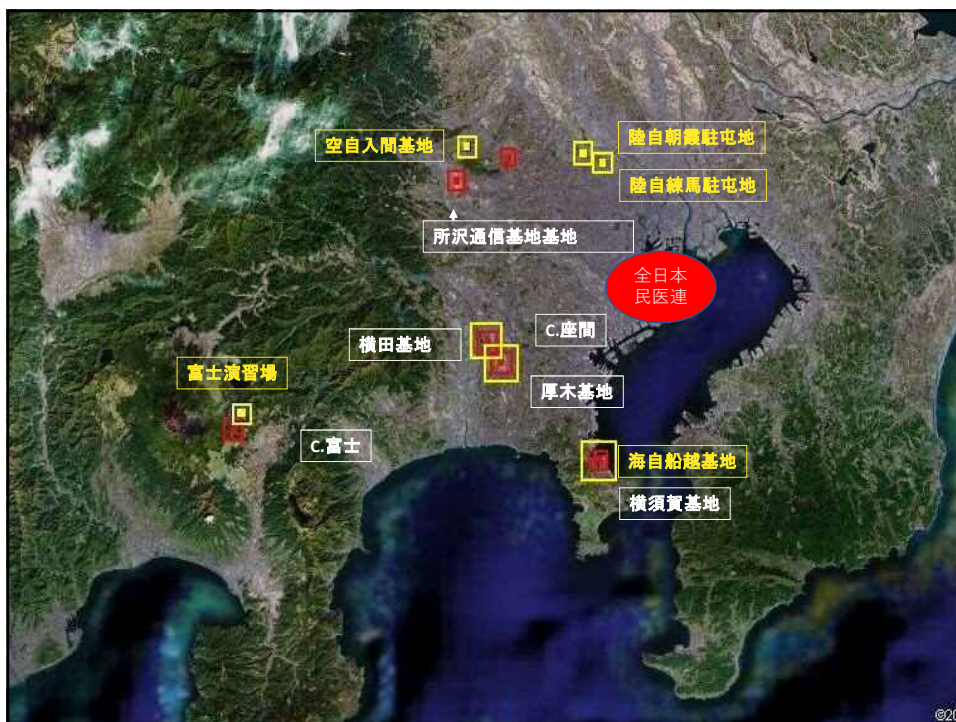 空自入間基地
陸自朝霞駐屯地
陸自練馬駐屯地
所沢通信基地基地
全日本
民医連
C.座間
横田基地
富士演習場
厚木基地
C.富士
海自船越基地
横須賀基地
©20